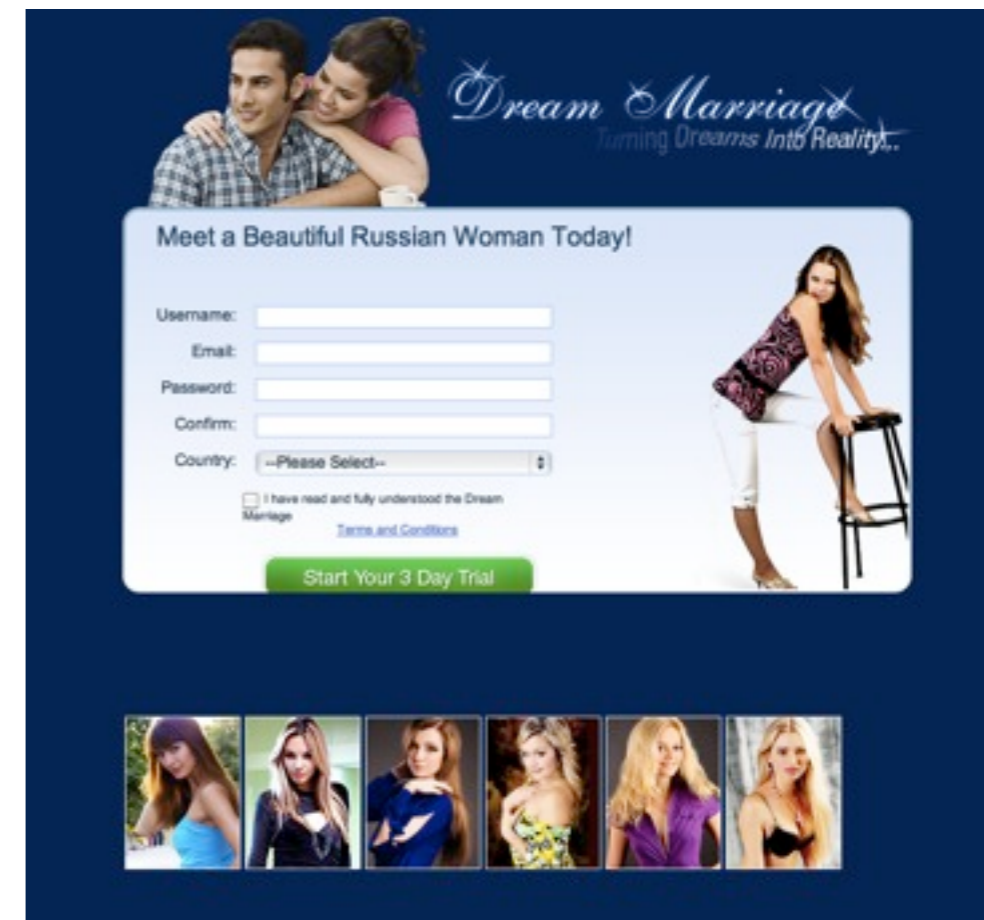 Dream Marriage
Turning Dreams Into Reality...
Meet a Beautiful Russian Woman Today!
Username:
Email:
Password:
Confirm:
Country:
--Please Select--
I have read and fully understood the Dream
Marriage
Terms and Conditions
Start Your 3 Day Trial